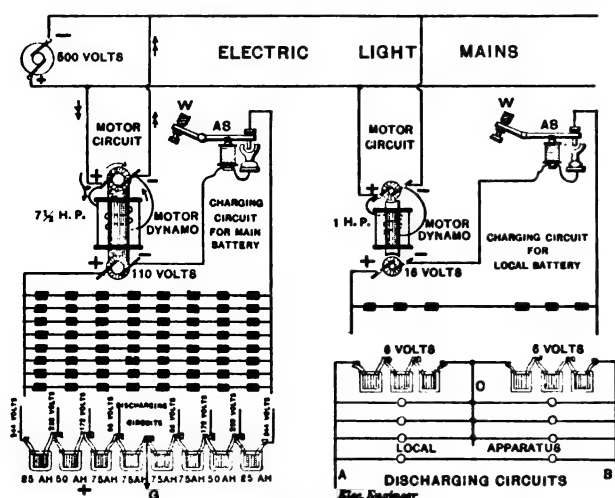 500 VOLTS
ELECTRIC LIGHT MAINS
W
AS
MOTOR
CIRCUIT
7½ H. P.
MOTOR
DYNAMO
CHARGING
CIRCUIT
FOR MAIN
BATTERY
110 VOLTS
W
AS
MOTOR
CIRCUIT
1 H.P.
MOTOR
DYNAMO
CHARGING CIRCUIT
FOR
LOCAL BATTERY
16 VOLTS
DISCHARGING
CIRCUITS
25 AH 50 AH 75AH 75AH 75AH 75AH 50 AH 25 AH
G
6 VOLTS 6 VOLTS
O
LOCAL APPARATUS
A B
DISCHARGING CIRCUITS
Elec. Engineer